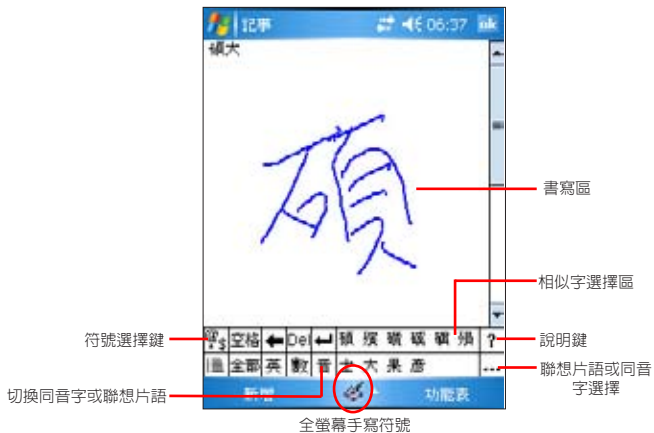 記事 06:37 ok
碩大
碩
書寫區
相似字選擇區
符號選擇鍵
空格 Del
說明鍵 ?
全部 英 數 音 大 果 彥 ...
聯想片語或同音
字選擇
切換同音字或聯想片語
新增 功能表
全螢幕手寫符號